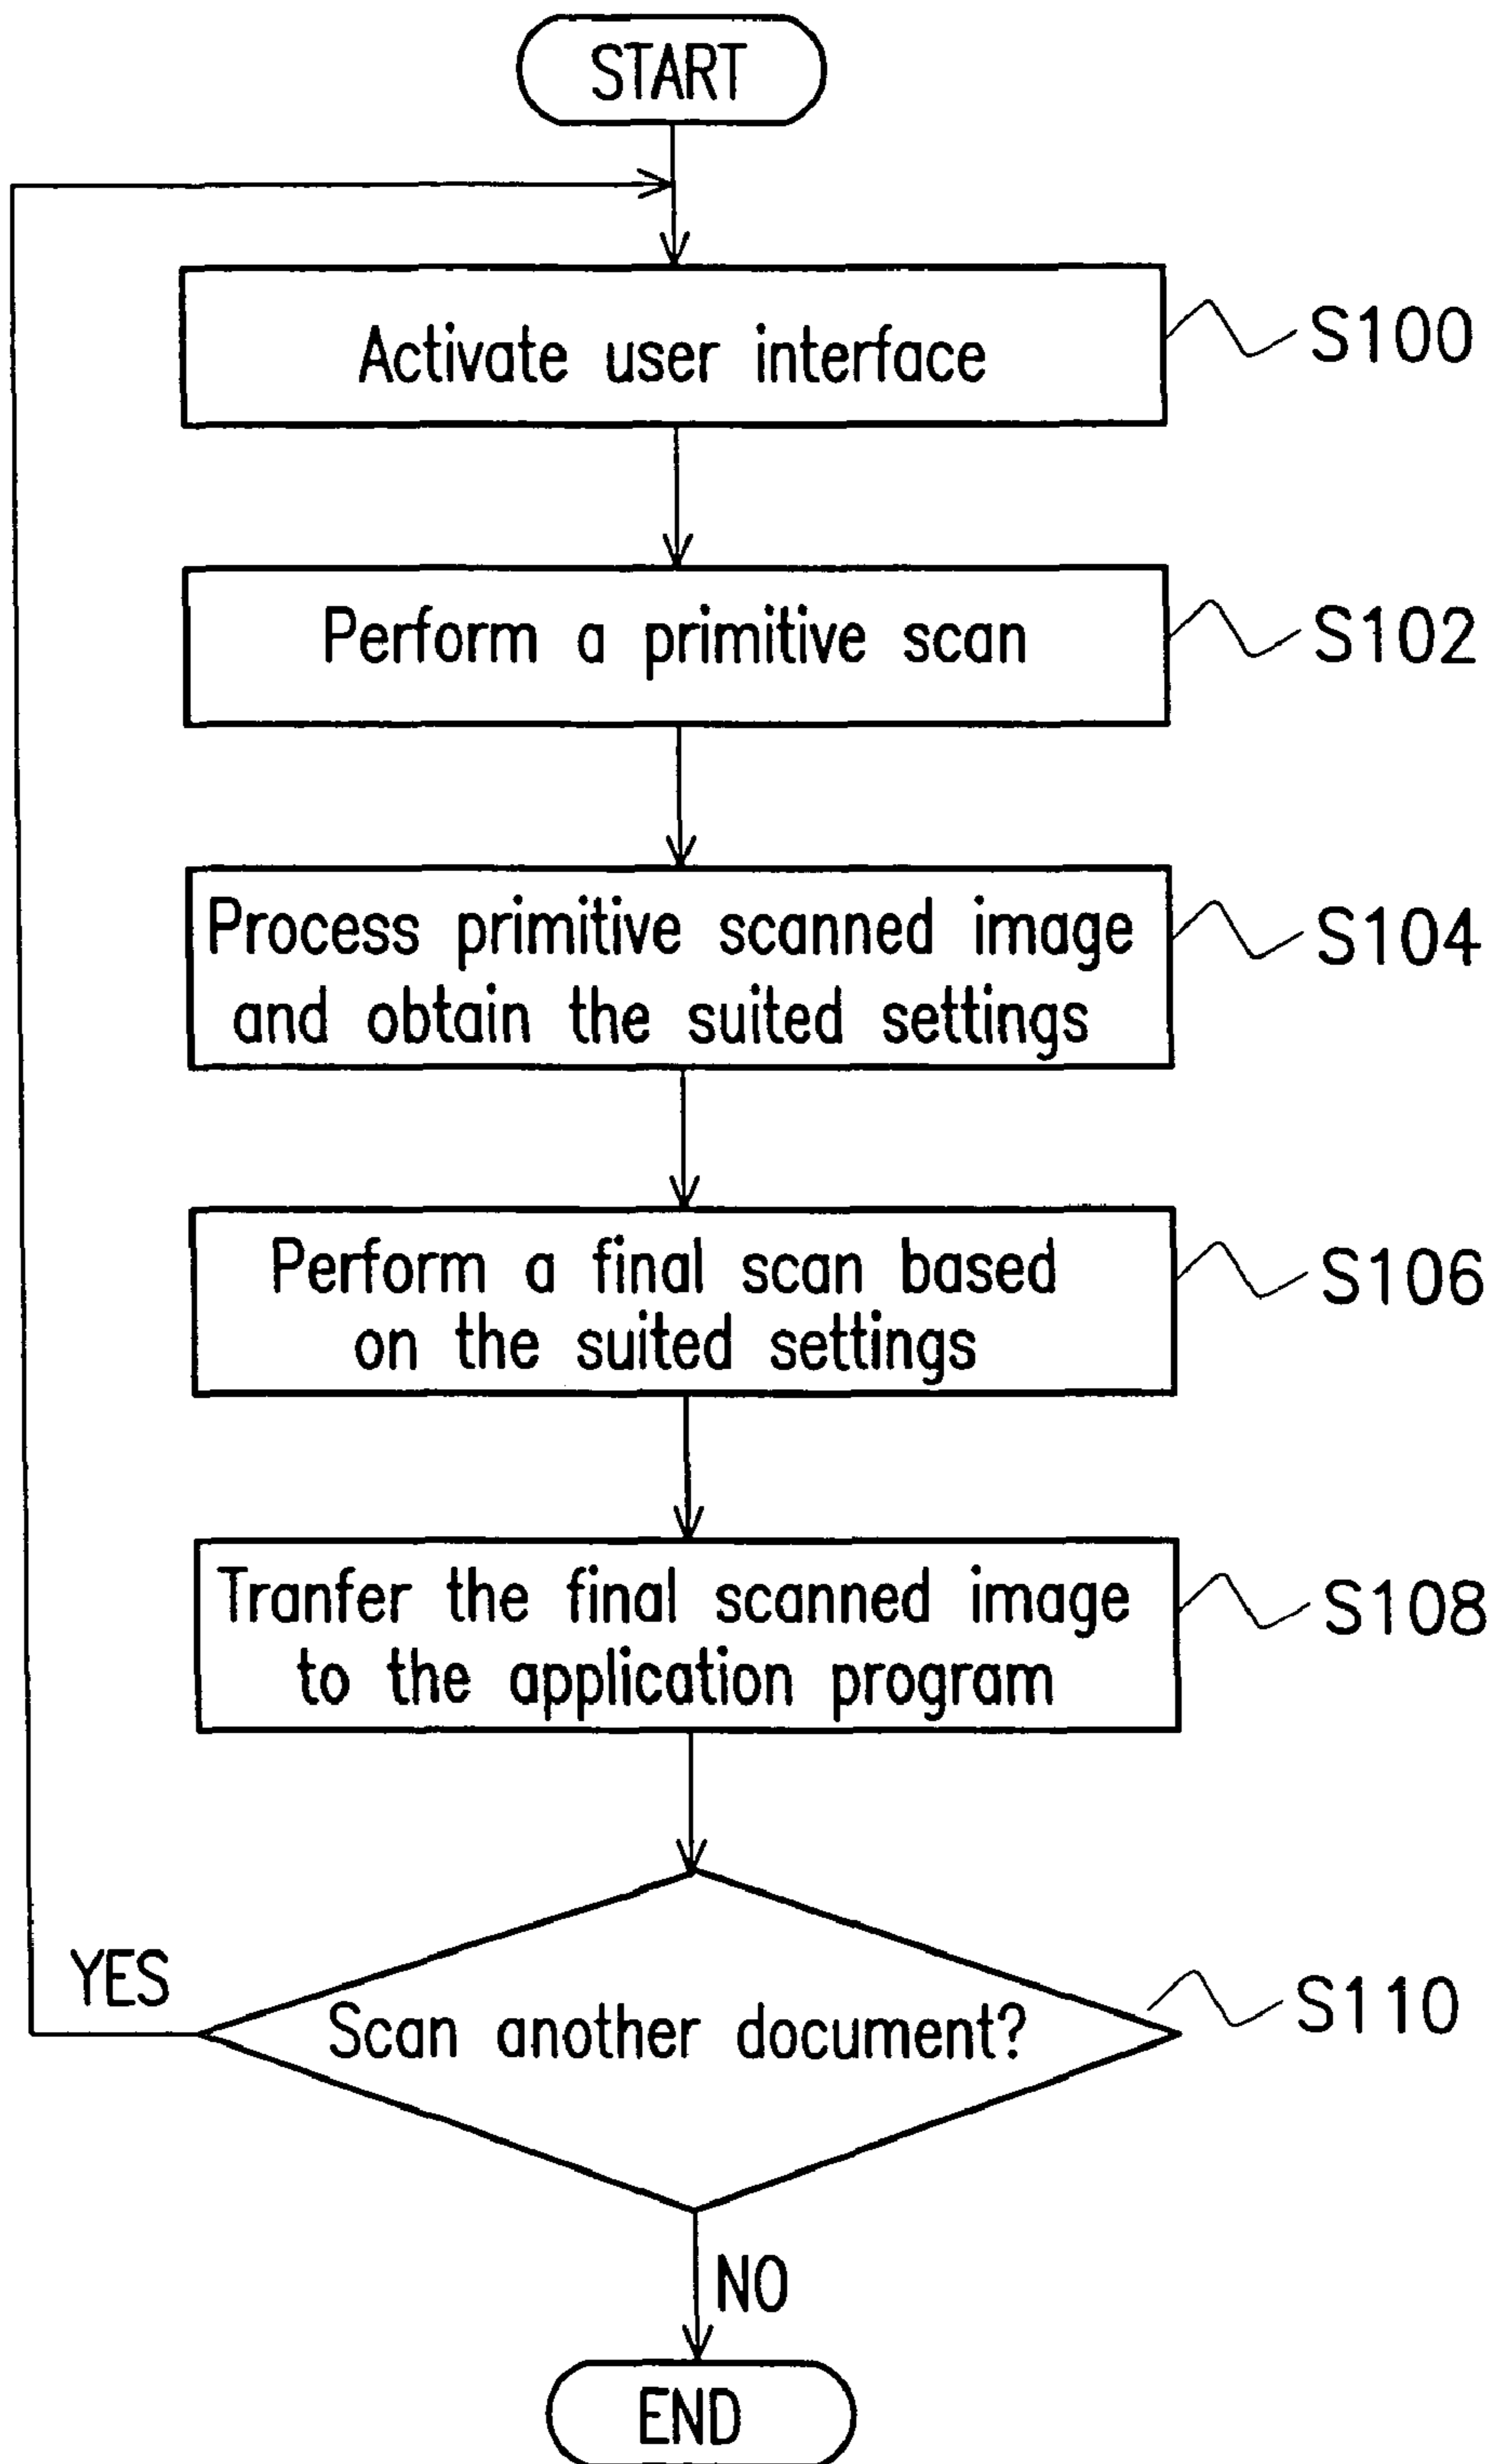 START
Activate user interface
S100
Perform a primitive scan
S102
Process primitive scanned image
and obtain the suited settings
S104
Perform a final scan based
on the suited settings
S106
Tranfer the final scanned image
to the application program
S108
YES
Scan another document?
S110
NO
END